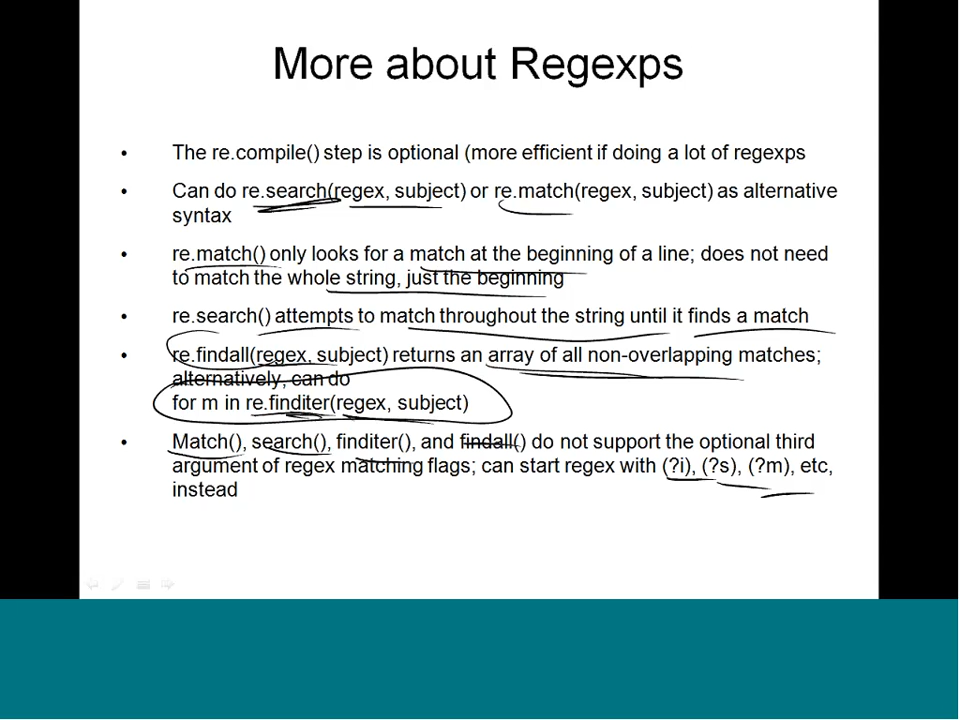 More about Regexps
• The re.compile() step is optional (more efficient if doing a lot of regexps
• Can do re.search(regex, subject) or re.match(regex, subject) as alternative
syntax
• re.match() only looks for a match at the beginning of a line; does not need
to match the whole string, just the beginning
• re.search() attempts to match throughout the string until it finds a match
• re.findall(regex, subject) returns an array of all non-overlapping matches;
alternatively, can do
for m in re.finditer(regex, subject)
• Match(), search(), finditer(), and findall() do not support the optional third
argument of regex matching flags; can start regex with (?i), (?s), (?m), etc,
instead